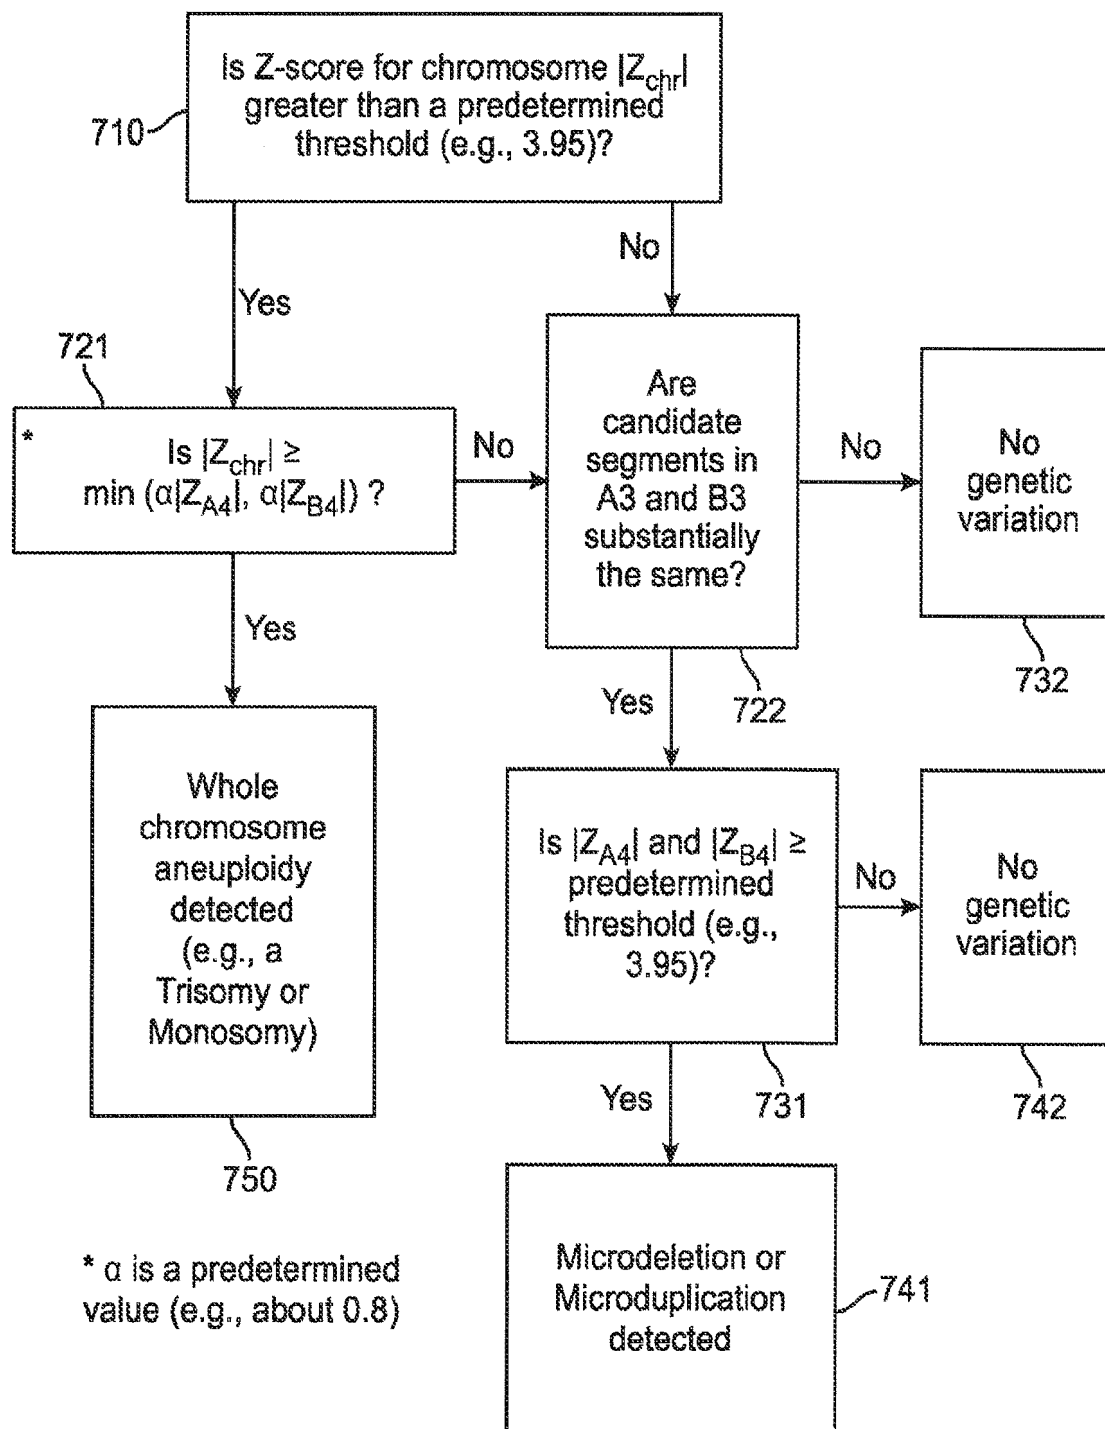 Is Z-score for chromosome |Zchr|
greater than a predetermined
threshold (e.g., 3.95)?
710
No
Yes
721
*
Is |Zchr| ≥
min (α|ZA4|, α|ZB4|) ?
No
Are
candidate
segments in
A3 and B3
substantially
the same?
No
No
genetic
variation
732
722
Yes
Yes
Whole
chromosome
aneuploidy
detected
(e.g., a
Trisomy or
Monosomy)
750
Is |ZA4| and |ZB4| ≥
predetermined
threshold (e.g.,
3.95)?
No
No
genetic
variation
742
731
Yes
Microdeletion or
Microduplication
detected
741
* α is a predetermined
value (e.g., about 0.8)